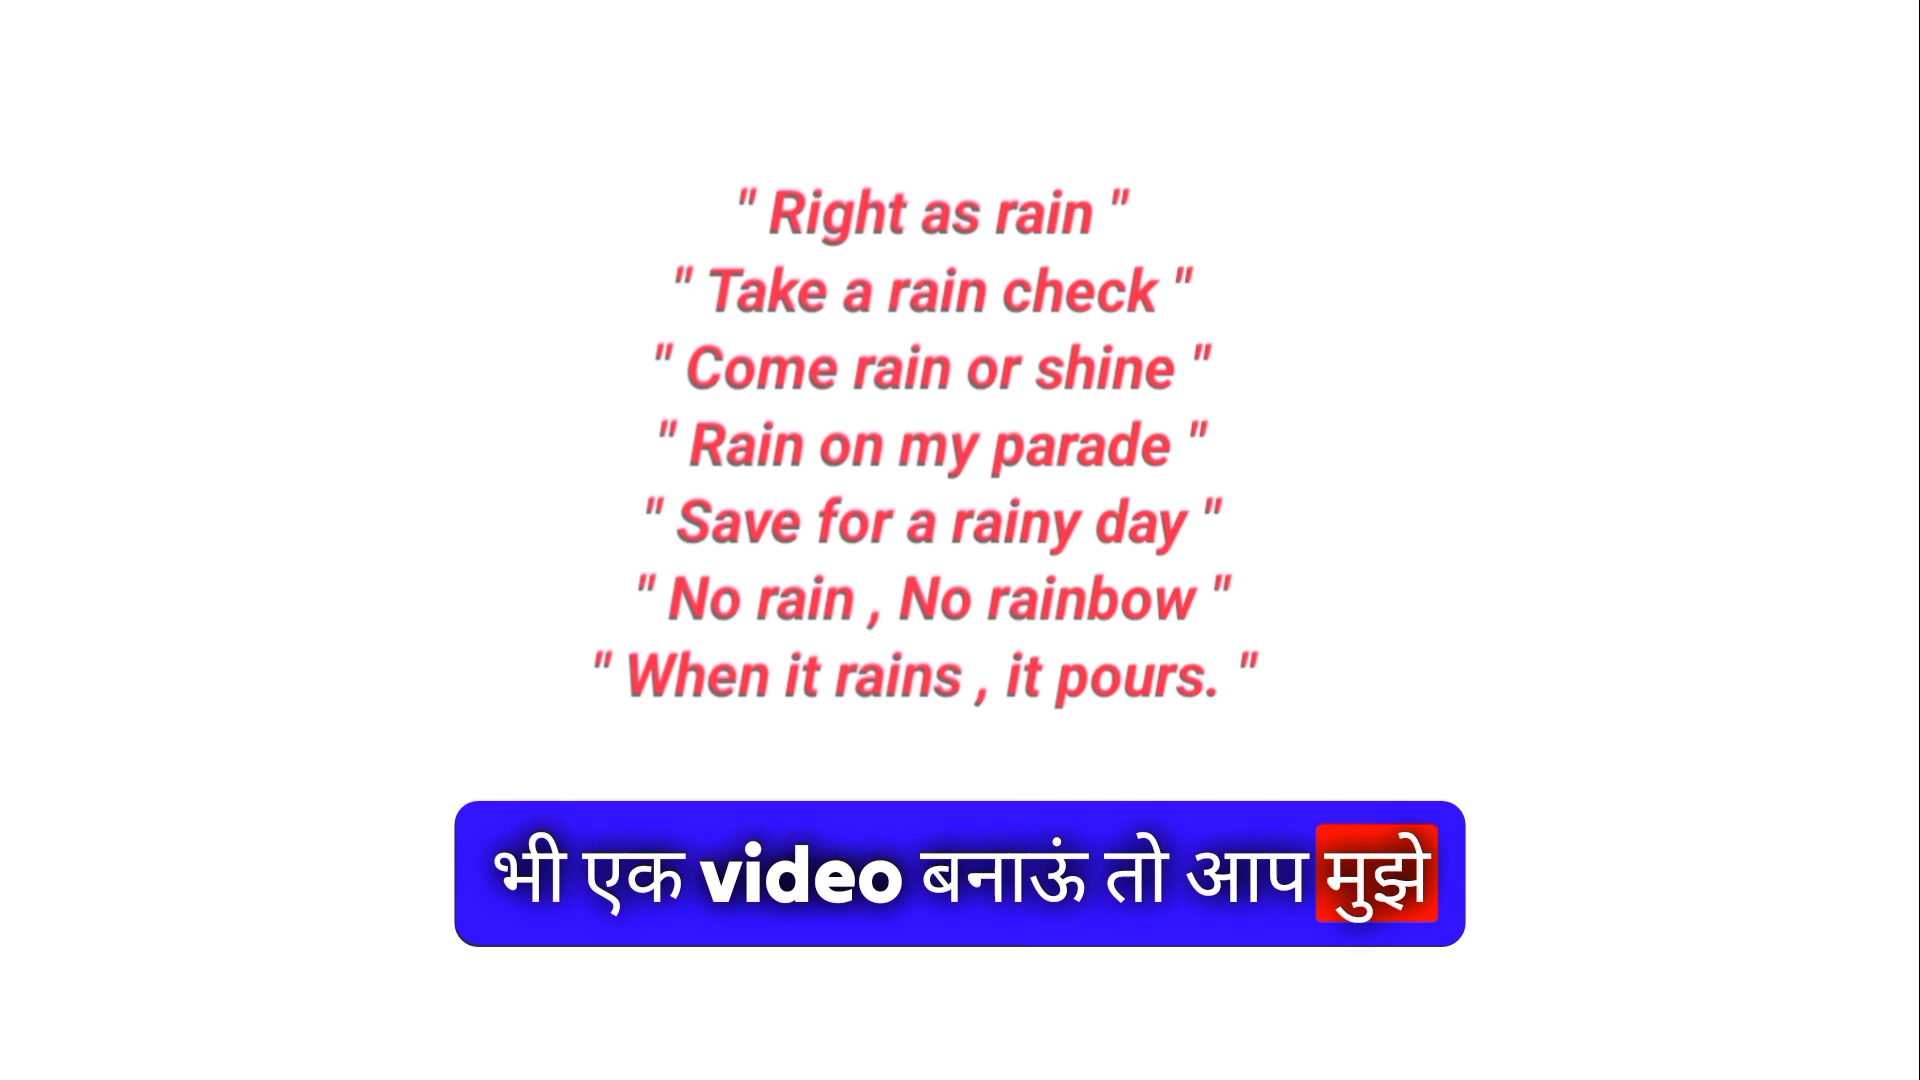 " Right as rain "
" Take a rain check "
" Come rain or shine "
" Rain on my parade "
" Save for a rainy day "
" No rain , No rainbow "
" When it rains , it pours. "
भी एक video बनाऊं तो आप मुझे